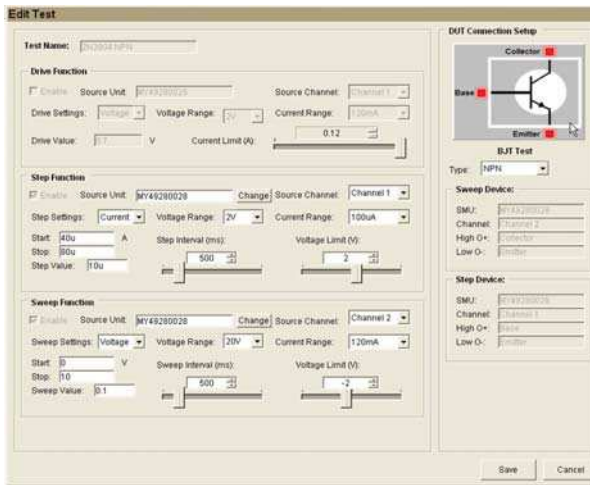 Edit Test
Test Name: 2N3904 NPN
Drive Function
Enable Source Unit: MY49280028 Source Channel: Channel 1
Drive Settings: Voltage Voltage Range: 2V Current Range: 120mA
Drive Value: 0.7 V Current Limit (A): 0.12
Step Function
Enable Source Unit: MY49280028 Change Source Channel: Channel 1
Step Settings: Current Voltage Range: 2V Current Range: 100uA
Start: 40u A Step Interval (ms): Voltage Limit (V):
Stop: 80u 500 2
Step Value: 10u
Sweep Function
Enable Source Unit: MY49280028 Change Source Channel: Channel 2
Sweep Settings: Voltage Voltage Range: 20V Current Range: 120mA
Start: 0 V Sweep Interval (ms): Voltage Limit (V):
Stop: 10 500 -2
Sweep Value: 0.1
DUT Connection Setup
Collector
Base
Emitter
BJT Test
Type: NPN
Sweep Device:
SMU: MY49280028
Channel: Channel 2
High O+: Collector
Low O-: Emitter
Step Device:
SMU: MY49280028
Channel: Channel 1
High O+: Base
Low O-: Emitter
Save Cancel